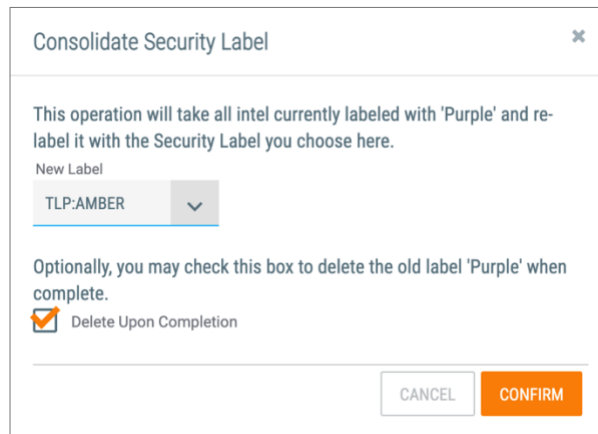 Consolidate Security Label
This operation will take all intel currently labeled with 'Purple' and re-
label it with the Security Label you choose here.
New Label
TLP:AMBER
Optionally, you may check this box to delete the old label 'Purple' when
complete.
Delete Upon Completion
CANCEL CONFIRM